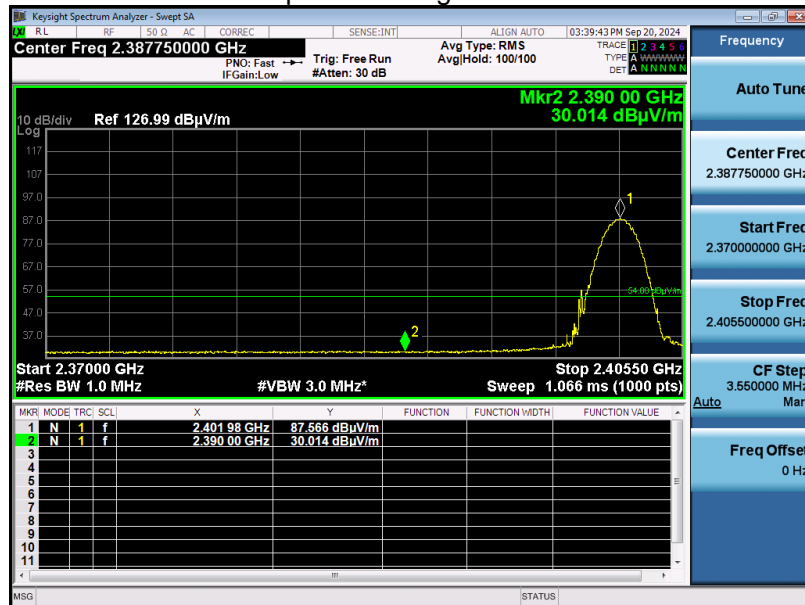 Keysight Spectrum Analyzer - Swept SA
LXI RL RF 50 Ω AC CORREC SENSE:INT ALIGN AUTO 03:39:43 PM Sep 20, 2024
Center Freq 2.387750000 GHz
PNO: Fast
IFGain:Low
Trig: Free Run
#Atten: 30 dB
Avg Type: RMS
Avg|Hold: 100/100
TRACE 1 2 3 4 5 6
TYPE A WWWWW
DET A N N N N N
Mkr2 2.390 00 GHz
30.014 dBµV/m
10 dB/div Ref 126.99 dBµV/m
Log
117
107
97.0
87.0
77.0
67.0
57.0
47.0
37.0
1
54.00 dBµV/m
2
Start 2.37000 GHz Stop 2.40550 GHz
#Res BW 1.0 MHz #VBW 3.0 MHz* Sweep 1.066 ms (1000 pts)
MKR MODE TRC SCL X Y FUNCTION FUNCTION WIDTH FUNCTION VALUE
1 N 1 f 2.401 98 GHz 87.566 dBµV/m
2 N 1 f 2.390 00 GHz 30.014 dBµV/m
3
4
5
6
7
8
9
10
11
MSG STATUS
Frequency
Auto Tune
Center Freq
2.387750000 GHz
Start Freq
2.370000000 GHz
Stop Freq
2.405500000 GHz
CF Step
3.550000 MHz
Auto Man
Freq Offset
0 Hz